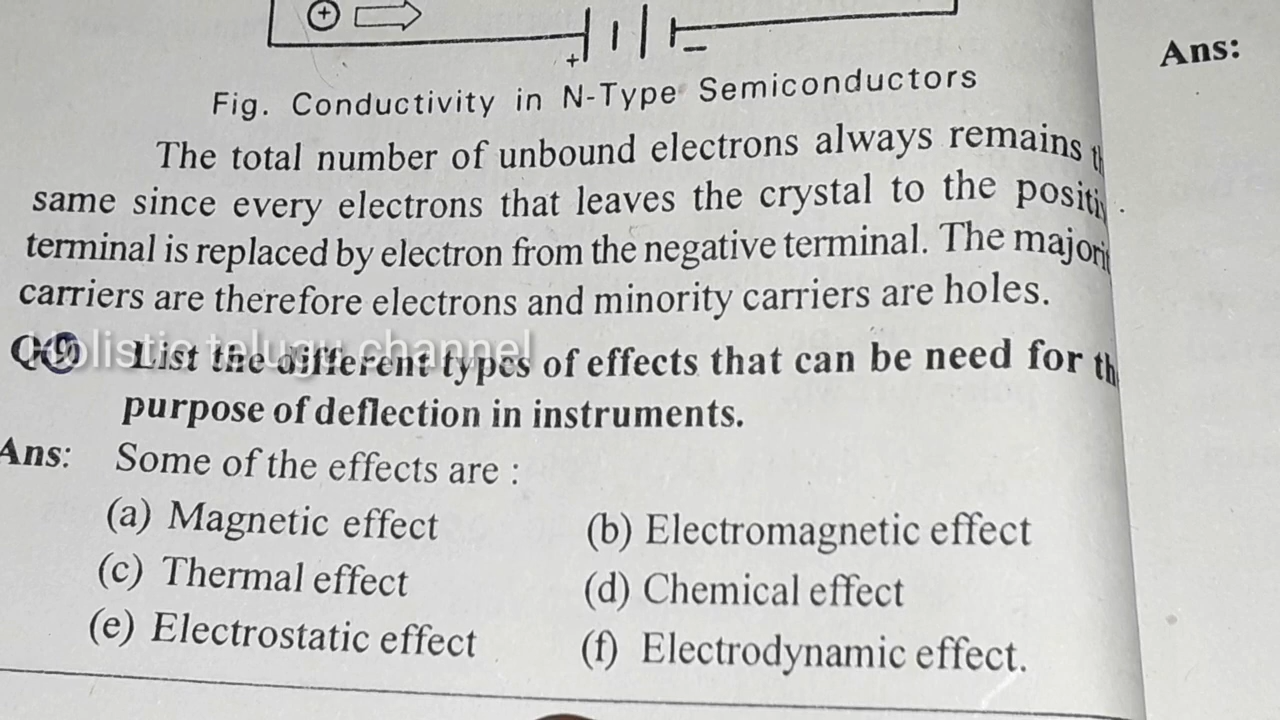 +
+
−
Fig. Conductivity in N-Type Semiconductors
Ans:
The total number of unbound electrons always remains
same since every electrons that leaves the crystal to the
terminal is replaced by electron from the negative terminal. The
carriers are therefore electrons and minority carriers are holes.
Holistic telugu channel
List the different types of effects that can be need for
purpose of deflection in instruments.
Ans: Some of the effects are :
(a) Magnetic effect (b) Electromagnetic effect
(c) Thermal effect (d) Chemical effect
(e) Electrostatic effect (f) Electrodynamic effect.